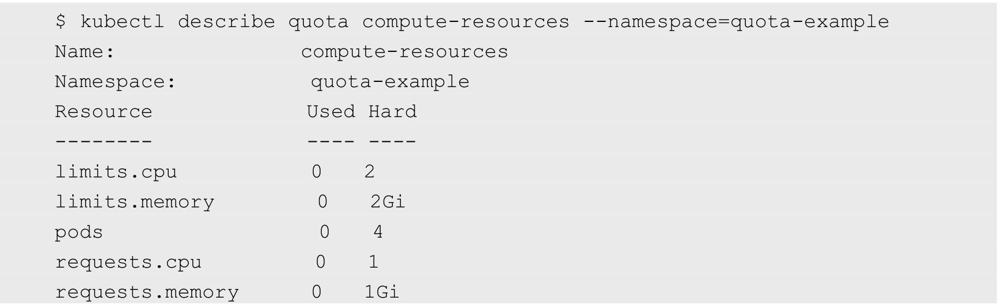 $ kubectl describe quota compute-resources --namespace=quota-example
Name: compute-resources
Namespace: quota-example
Resource Used Hard
-------- ---- ----
limits.cpu 0 2
limits.memory 0 2Gi
pods 0 4
requests.cpu 0 1
requests.memory 0 1Gi